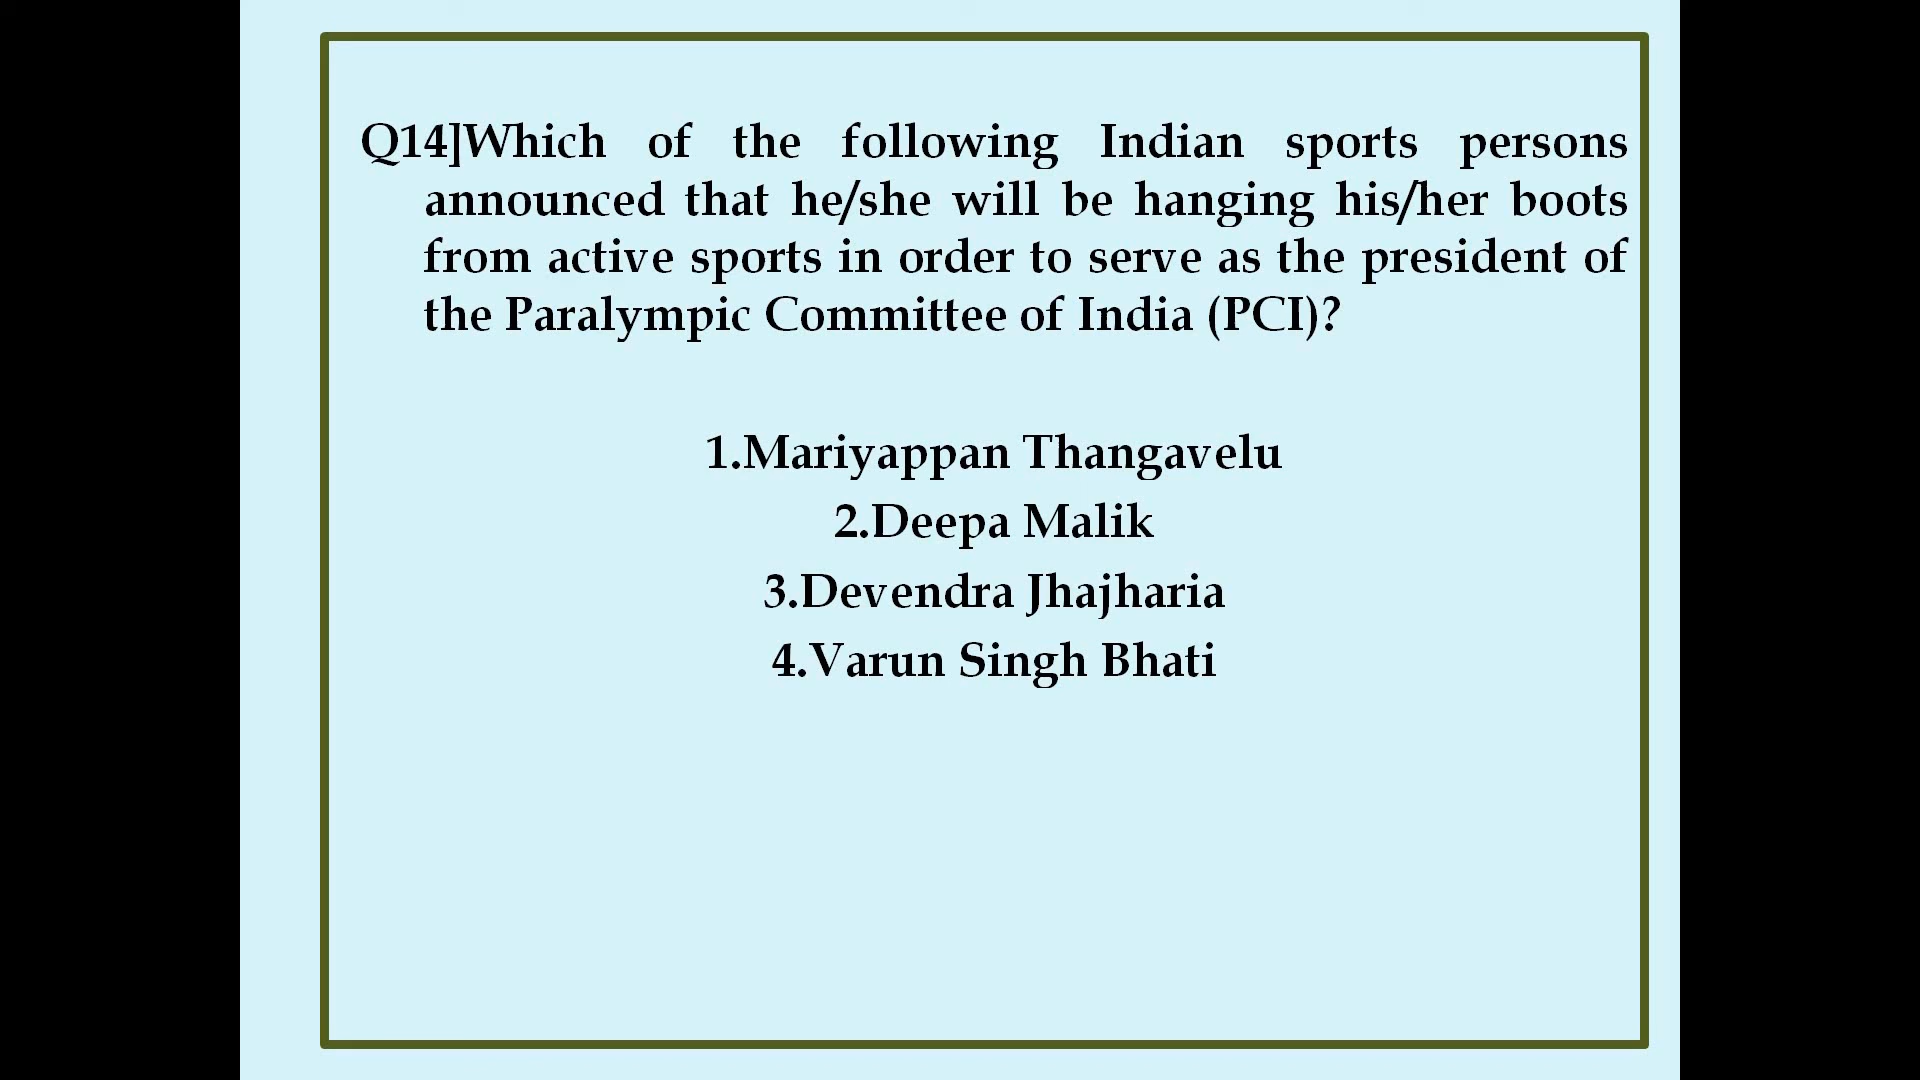 Q14]Which of the following Indian sports persons
announced that he/she will be hanging his/her boots
from active sports in order to serve as the president of
the Paralympic Committee of India (PCI)?
1.Mariyappan Thangavelu
2.Deepa Malik
3.Devendra Jhajharia
4.Varun Singh Bhati